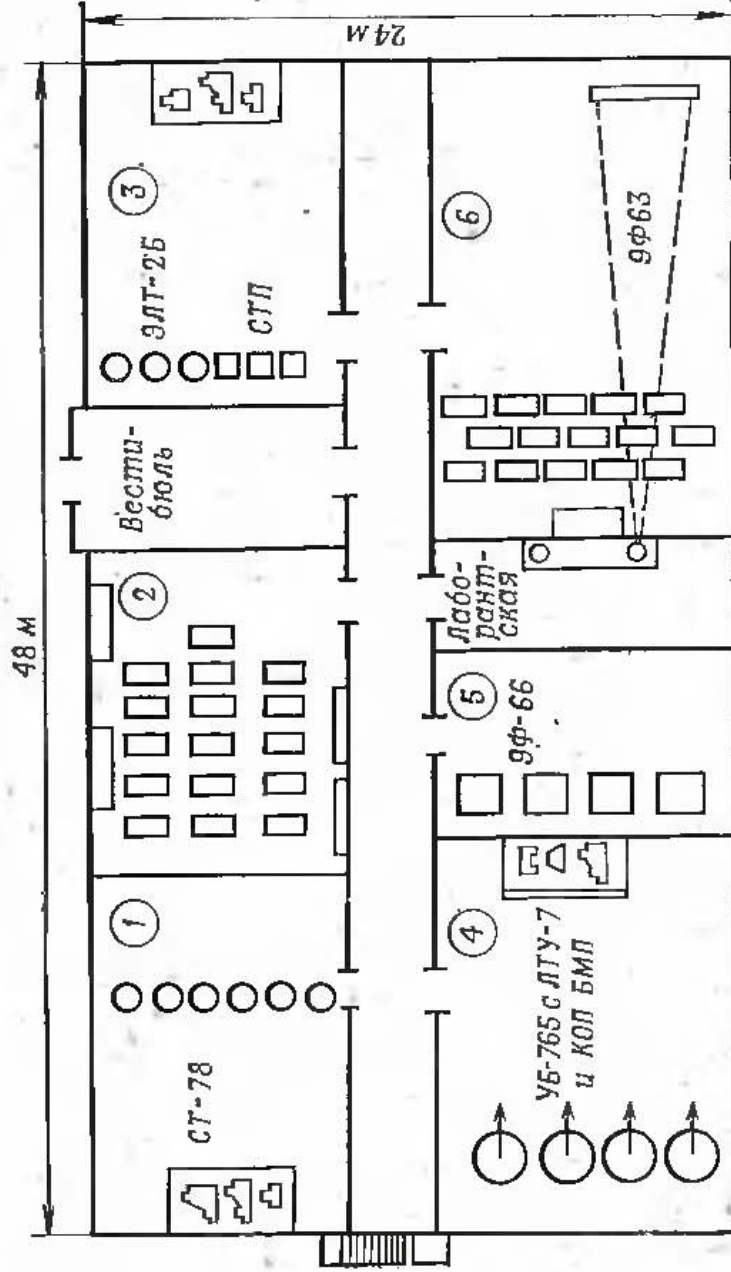 48 м
24 м
СТ-78
1
2
Вести-
бюль
3
ЭЛТ-2Б
СТП
УБ-765 с ЛТУ-7
и КОП БМП
4
5
9Ф-66
Лабо-
рант-
ская
6
9Ф63